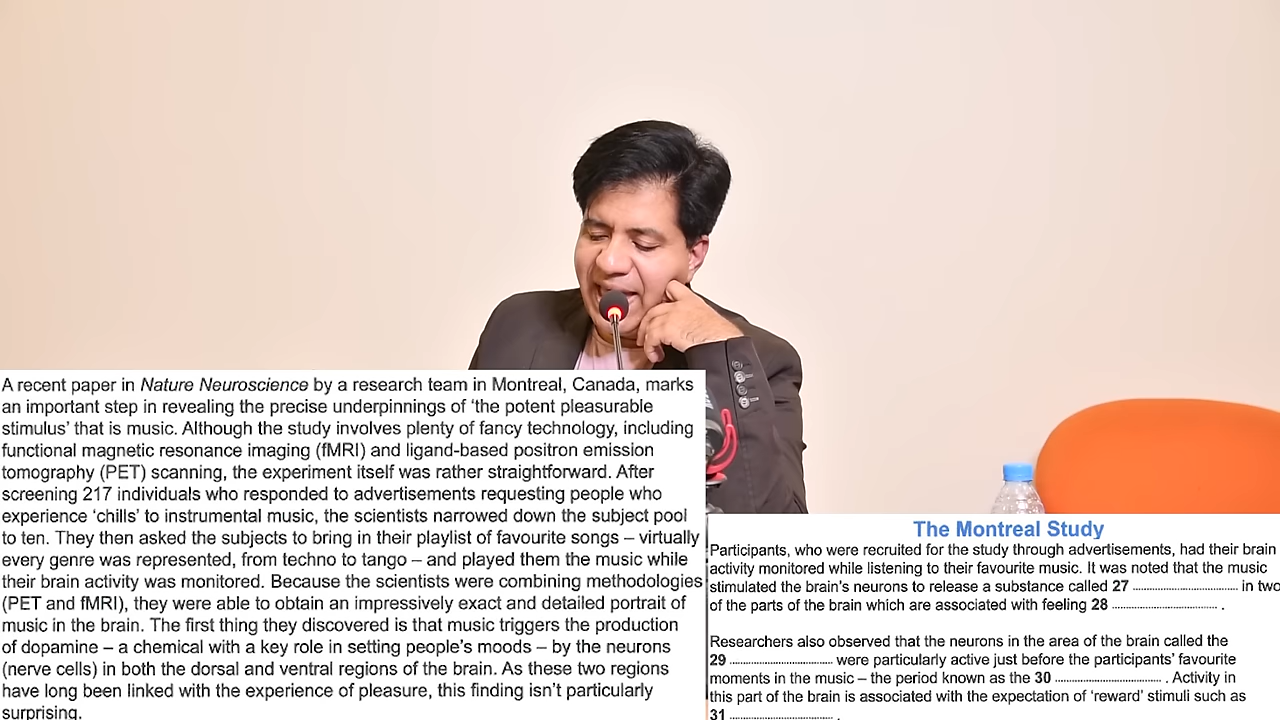 A recent paper in Nature Neuroscience by a research team in Montreal, Canada, marks
an important step in revealing the precise underpinnings of ‘the potent pleasurable
stimulus’ that is music. Although the study involves plenty of fancy technology, including
functional magnetic resonance imaging (fMRI) and ligand-based positron emission
tomography (PET) scanning, the experiment itself was rather straightforward. After
screening 217 individuals who responded to advertisements requesting people who
experience ‘chills’ to instrumental music, the scientists narrowed down the subject pool
to ten. They then asked the subjects to bring in their playlist of favourite songs – virtually
every genre was represented, from techno to tango – and played them the music while
their brain activity was monitored. Because the scientists were combining methodologies
(PET and fMRI), they were able to obtain an impressively exact and detailed portrait of
music in the brain. The first thing they discovered is that music triggers the production
of dopamine – a chemical with a key role in setting people’s moods – by the neurons
(nerve cells) in both the dorsal and ventral regions of the brain. As these two regions
have long been linked with the experience of pleasure, this finding isn’t particularly
surprising.
The Montreal Study
Participants, who were recruited for the study through advertisements, had their brain
activity monitored while listening to their favourite music. It was noted that the music
stimulated the brain’s neurons to release a substance called 27 .................................. in two
of the parts of the brain which are associated with feeling 28 .................................. .
Researchers also observed that the neurons in the area of the brain called the
29 .................................. were particularly active just before the participants’ favourite
moments in the music – the period known as the 30 .................................. . Activity in
this part of the brain is associated with the expectation of ‘reward’ stimuli such as
31 .................................. .